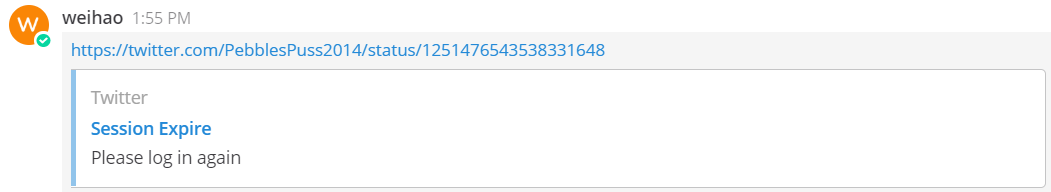 W
weihao 1:55 PM
https://twitter.com/PebblesPuss2014/status/1251476543538331648
Twitter
Session Expire
Please log in again